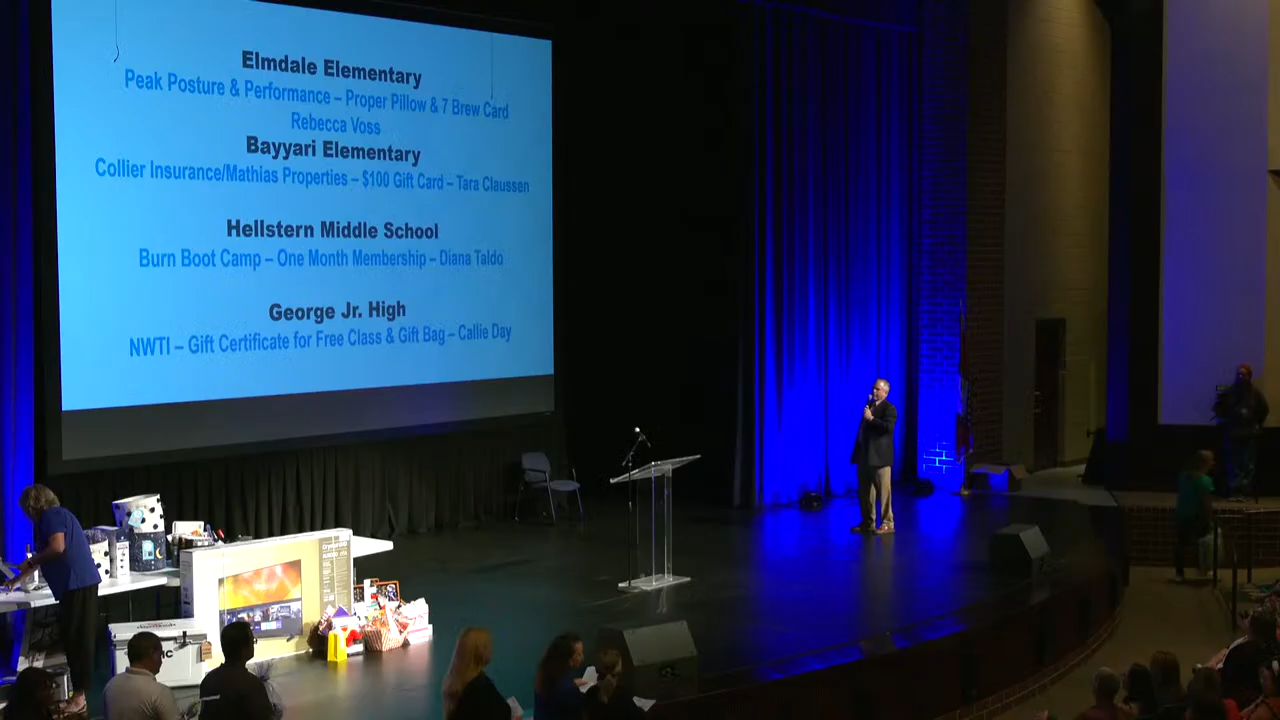 Elmdale Elementary
Peak Posture & Performance – Proper Pillow & 7 Brew Card
Rebecca Voss
Bayyari Elementary
Collier Insurance/Mathias Properties – $100 Gift Card – Tara Claussen
Hellstern Middle School
Burn Boot Camp – One Month Membership – Diana Taldo
George Jr. High
NWTI – Gift Certificate for Free Class & Gift Bag – Callie Day